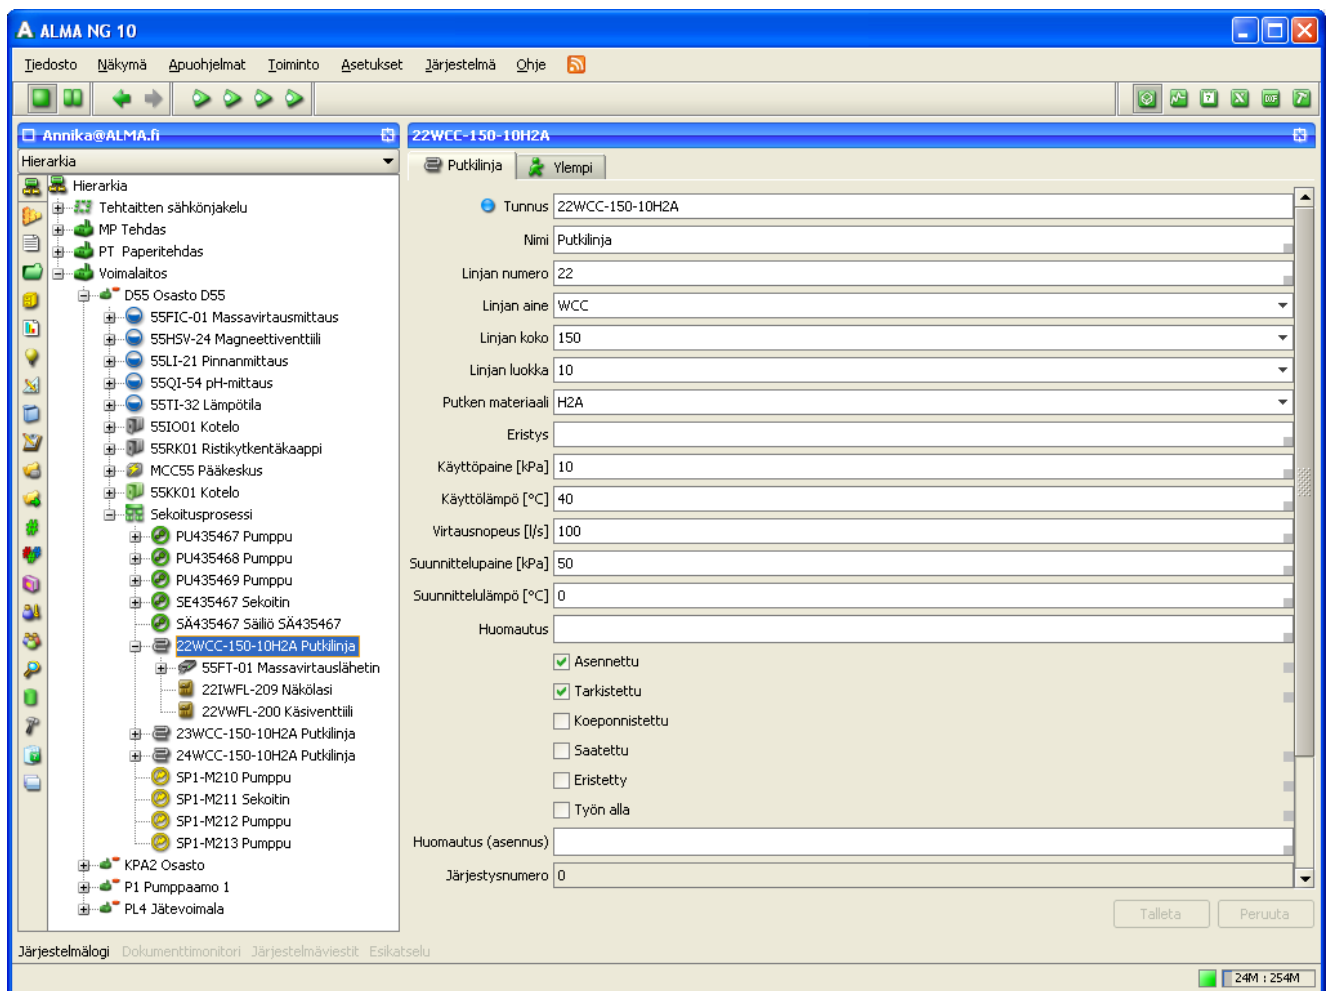 ALMA NG 10
Tiedosto Näkymä Apuohjelmat Toiminto Asetukset Järjestelmä Ohje
Annika@ALMA.fi
Hierarkia
Hierarkia
Tehtaitten sähkönjakelu
MP Tehdas
PT Paperitehdas
Voimalaitos
D55 Osasto D55
55FIC-01 Massavirtausmittaus
55HSV-24 Magneettiventtiili
55LI-21 Pinnanmittaus
55QI-54 pH-mittaus
55TI-32 Lämpötila
55IO01 Kotelo
55RK01 Ristikytkentäkaappi
MCC55 Pääkeskus
55KK01 Kotelo
Sekoitusprosessi
PU435467 Pumppu
PU435468 Pumppu
PU435469 Pumppu
SE435467 Sekoitin
SÄ435467 Säiliö SÄ435467
22WCC-150-10H2A Putkilinja
55FT-01 Massavirtauslähetin
22IWFL-209 Näkölasi
22VWFL-200 Käsiventtiili
23WCC-150-10H2A Putkilinja
24WCC-150-10H2A Putkilinja
SP1-M210 Pumppu
SP1-M211 Sekoitin
SP1-M212 Pumppu
SP1-M213 Pumppu
KPA2 Osasto
P1 Pumppaamo 1
PL4 Jätevoimala
22WCC-150-10H2A
Putkilinja Ylempi
Tunnus 22WCC-150-10H2A
Nimi Putkilinja
Linjan numero 22
Linjan aine WCC
Linjan koko 150
Linjan luokka 10
Putken materiaali H2A
Eristys
Käyttöpaine [kPa] 10
Käyttölämpö [°C] 40
Virtausnopeus [l/s] 100
Suunnittelupaine [kPa] 50
Suunnittelulämpö [°C] 0
Huomautus
Asennettu
Tarkistettu
Koeponnistettu
Saatettu
Eristetty
Työn alla
Huomautus (asennus)
Järjestysnumero 0
Talleta Peruuta
Järjestelmälogi Dokumenttimonitori Järjestelmäviestit Esikatselu
24M : 254M